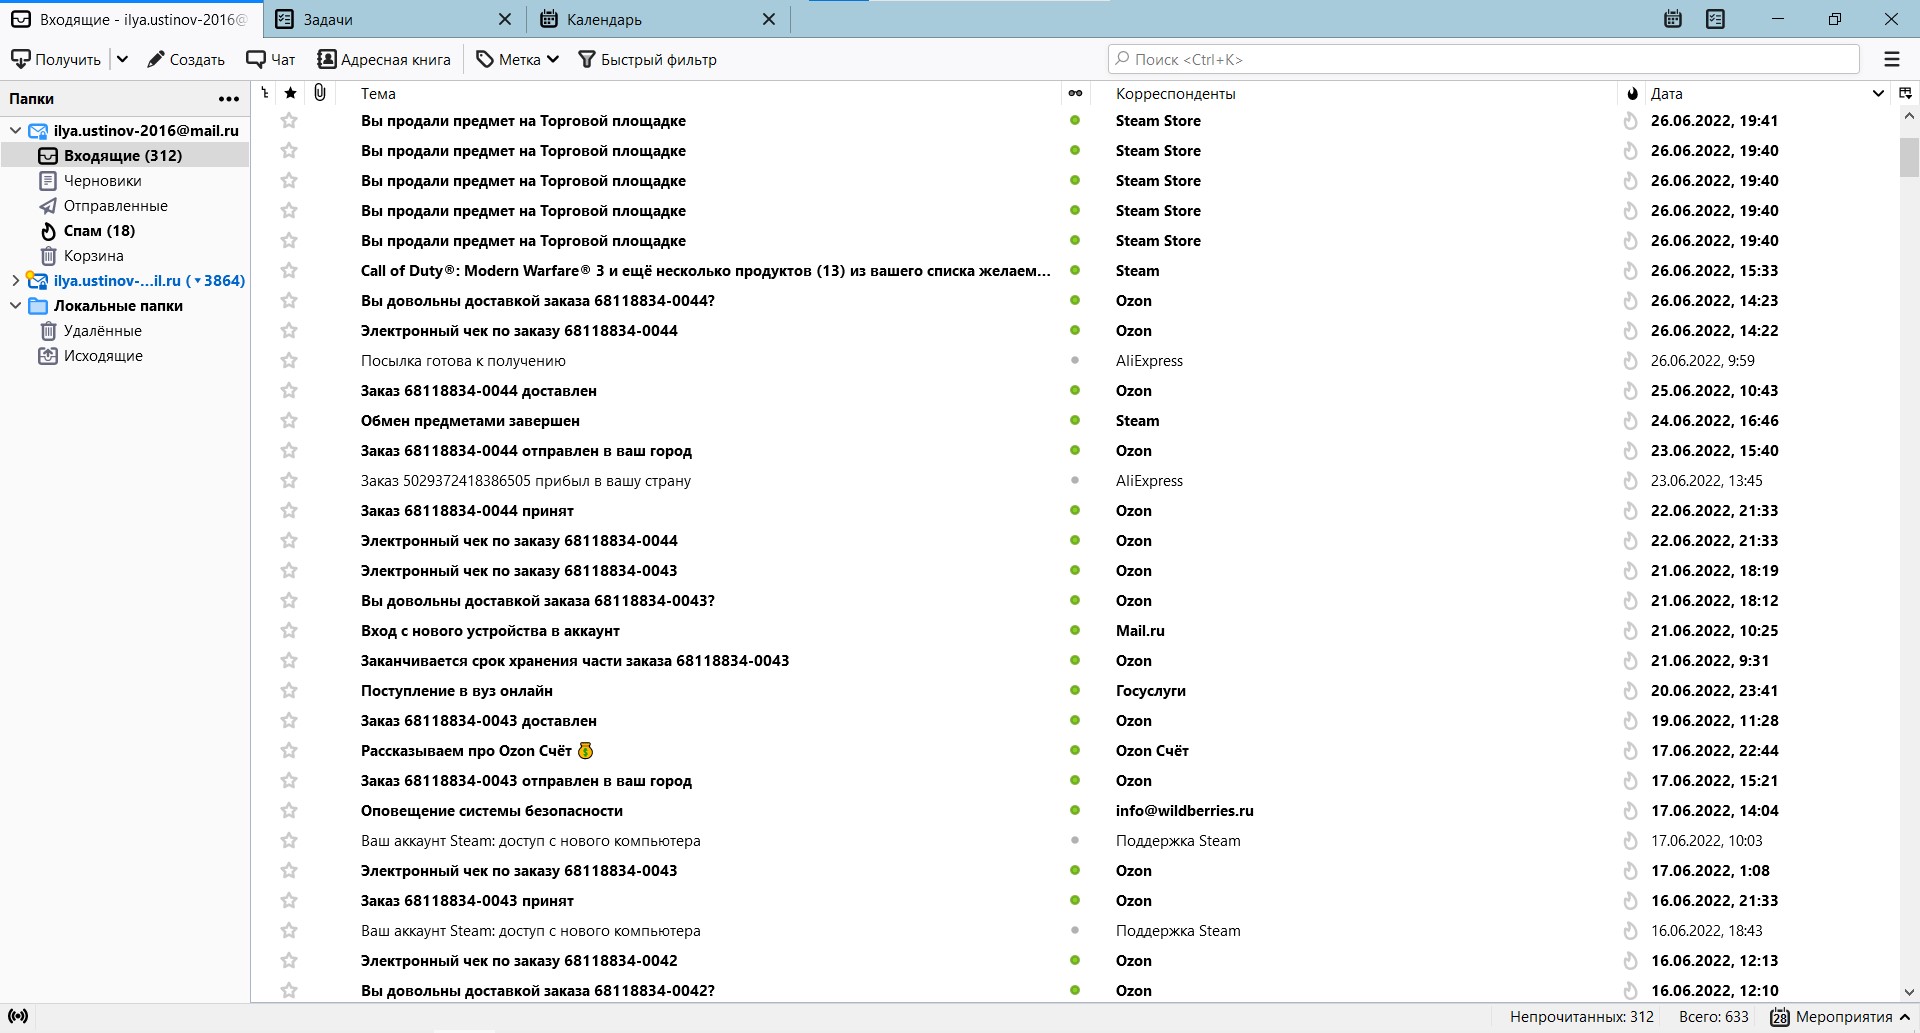 Входящие - ilya.ustinov-2016@
Задачи
Календарь
Получить
Создать
Чат
Адресная книга
Метка
Быстрый фильтр
Поиск <Ctrl+K>
Папки
ilya.ustinov-2016@mail.ru
Входящие (312)
Черновики
Отправленные
Спам (18)
Корзина
ilya.ustinov-...il.ru (▾3864)
Локальные папки
Удалённые
Исходящие
Тема Корреспонденты Дата
Вы продали предмет на Торговой площадке Steam Store 26.06.2022, 19:41
Вы продали предмет на Торговой площадке Steam Store 26.06.2022, 19:40
Вы продали предмет на Торговой площадке Steam Store 26.06.2022, 19:40
Вы продали предмет на Торговой площадке Steam Store 26.06.2022, 19:40
Вы продали предмет на Торговой площадке Steam Store 26.06.2022, 19:40
Call of Duty®: Modern Warfare® 3 и ещё несколько продуктов (13) из вашего списка желаем... Steam 26.06.2022, 15:33
Вы довольны доставкой заказа 68118834-0044? Ozon 26.06.2022, 14:23
Электронный чек по заказу 68118834-0044 Ozon 26.06.2022, 14:22
Посылка готова к получению AliExpress 26.06.2022, 9:59
Заказ 68118834-0044 доставлен Ozon 25.06.2022, 10:43
Обмен предметами завершен Steam 24.06.2022, 16:46
Заказ 68118834-0044 отправлен в ваш город Ozon 23.06.2022, 15:40
Заказ 5029372418386505 прибыл в вашу страну AliExpress 23.06.2022, 13:45
Заказ 68118834-0044 принят Ozon 22.06.2022, 21:33
Электронный чек по заказу 68118834-0044 Ozon 22.06.2022, 21:33
Электронный чек по заказу 68118834-0043 Ozon 21.06.2022, 18:19
Вы довольны доставкой заказа 68118834-0043? Ozon 21.06.2022, 18:12
Вход с нового устройства в аккаунт Mail.ru 21.06.2022, 10:25
Заканчивается срок хранения части заказа 68118834-0043 Ozon 21.06.2022, 9:31
Поступление в вуз онлайн Госуслуги 20.06.2022, 23:41
Заказ 68118834-0043 доставлен Ozon 19.06.2022, 11:28
Рассказываем про Ozon Счёт 💰 Ozon Счёт 17.06.2022, 22:44
Заказ 68118834-0043 отправлен в ваш город Ozon 17.06.2022, 15:21
Оповещение системы безопасности info@wildberries.ru 17.06.2022, 14:04
Ваш аккаунт Steam: доступ с нового компьютера Поддержка Steam 17.06.2022, 10:03
Электронный чек по заказу 68118834-0043 Ozon 17.06.2022, 1:08
Заказ 68118834-0043 принят Ozon 16.06.2022, 21:33
Ваш аккаунт Steam: доступ с нового компьютера Поддержка Steam 16.06.2022, 18:43
Электронный чек по заказу 68118834-0042 Ozon 16.06.2022, 12:13
Вы довольны доставкой заказа 68118834-0042? Ozon 16.06.2022, 12:10
Непрочитанных: 312 Всего: 633 28 Мероприятия